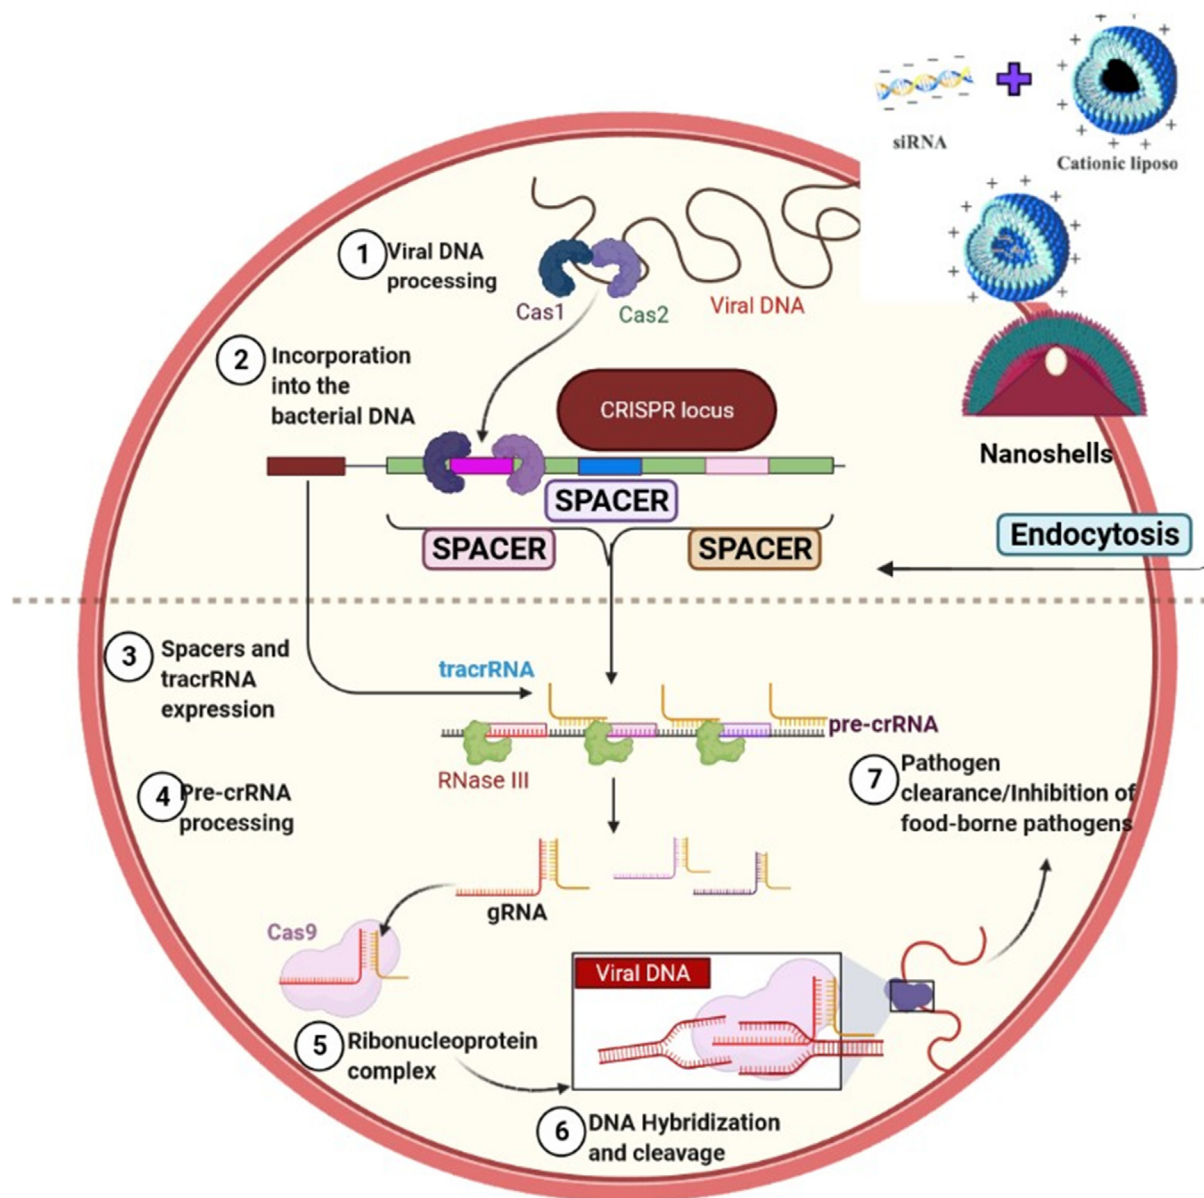 siRNA
Cationic liposo
1
Viral DNA
processing
Cas1
Cas2
Viral DNA
2
Incorporation
into the
bacterial DNA
CRISPR locus
Nanoshells
SPACER
SPACER
SPACER
Endocytosis
3
Spacers and
tracrRNA
expression
tracrRNA
pre-crRNA
RNase III
4
Pre-crRNA
processing
7
Pathogen
clearance/Inhibition of
food-borne pathogens
gRNA
Cas9
Viral DNA
5
Ribonucleoprotein
complex
6
DNA Hybridization
and cleavage